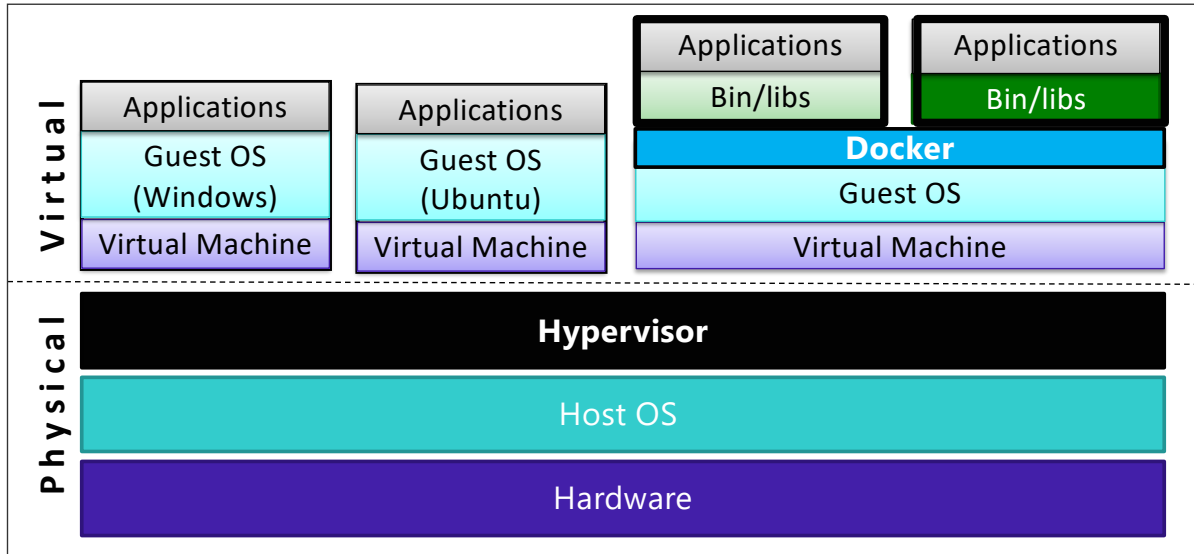 Virtual
Applications
Guest OS
(Windows)
Virtual Machine
Applications
Guest OS
(Ubuntu)
Virtual Machine
Applications
Bin/libs
Applications
Bin/libs
Docker
Guest OS
Virtual Machine
Physical
Hypervisor
Host OS
Hardware